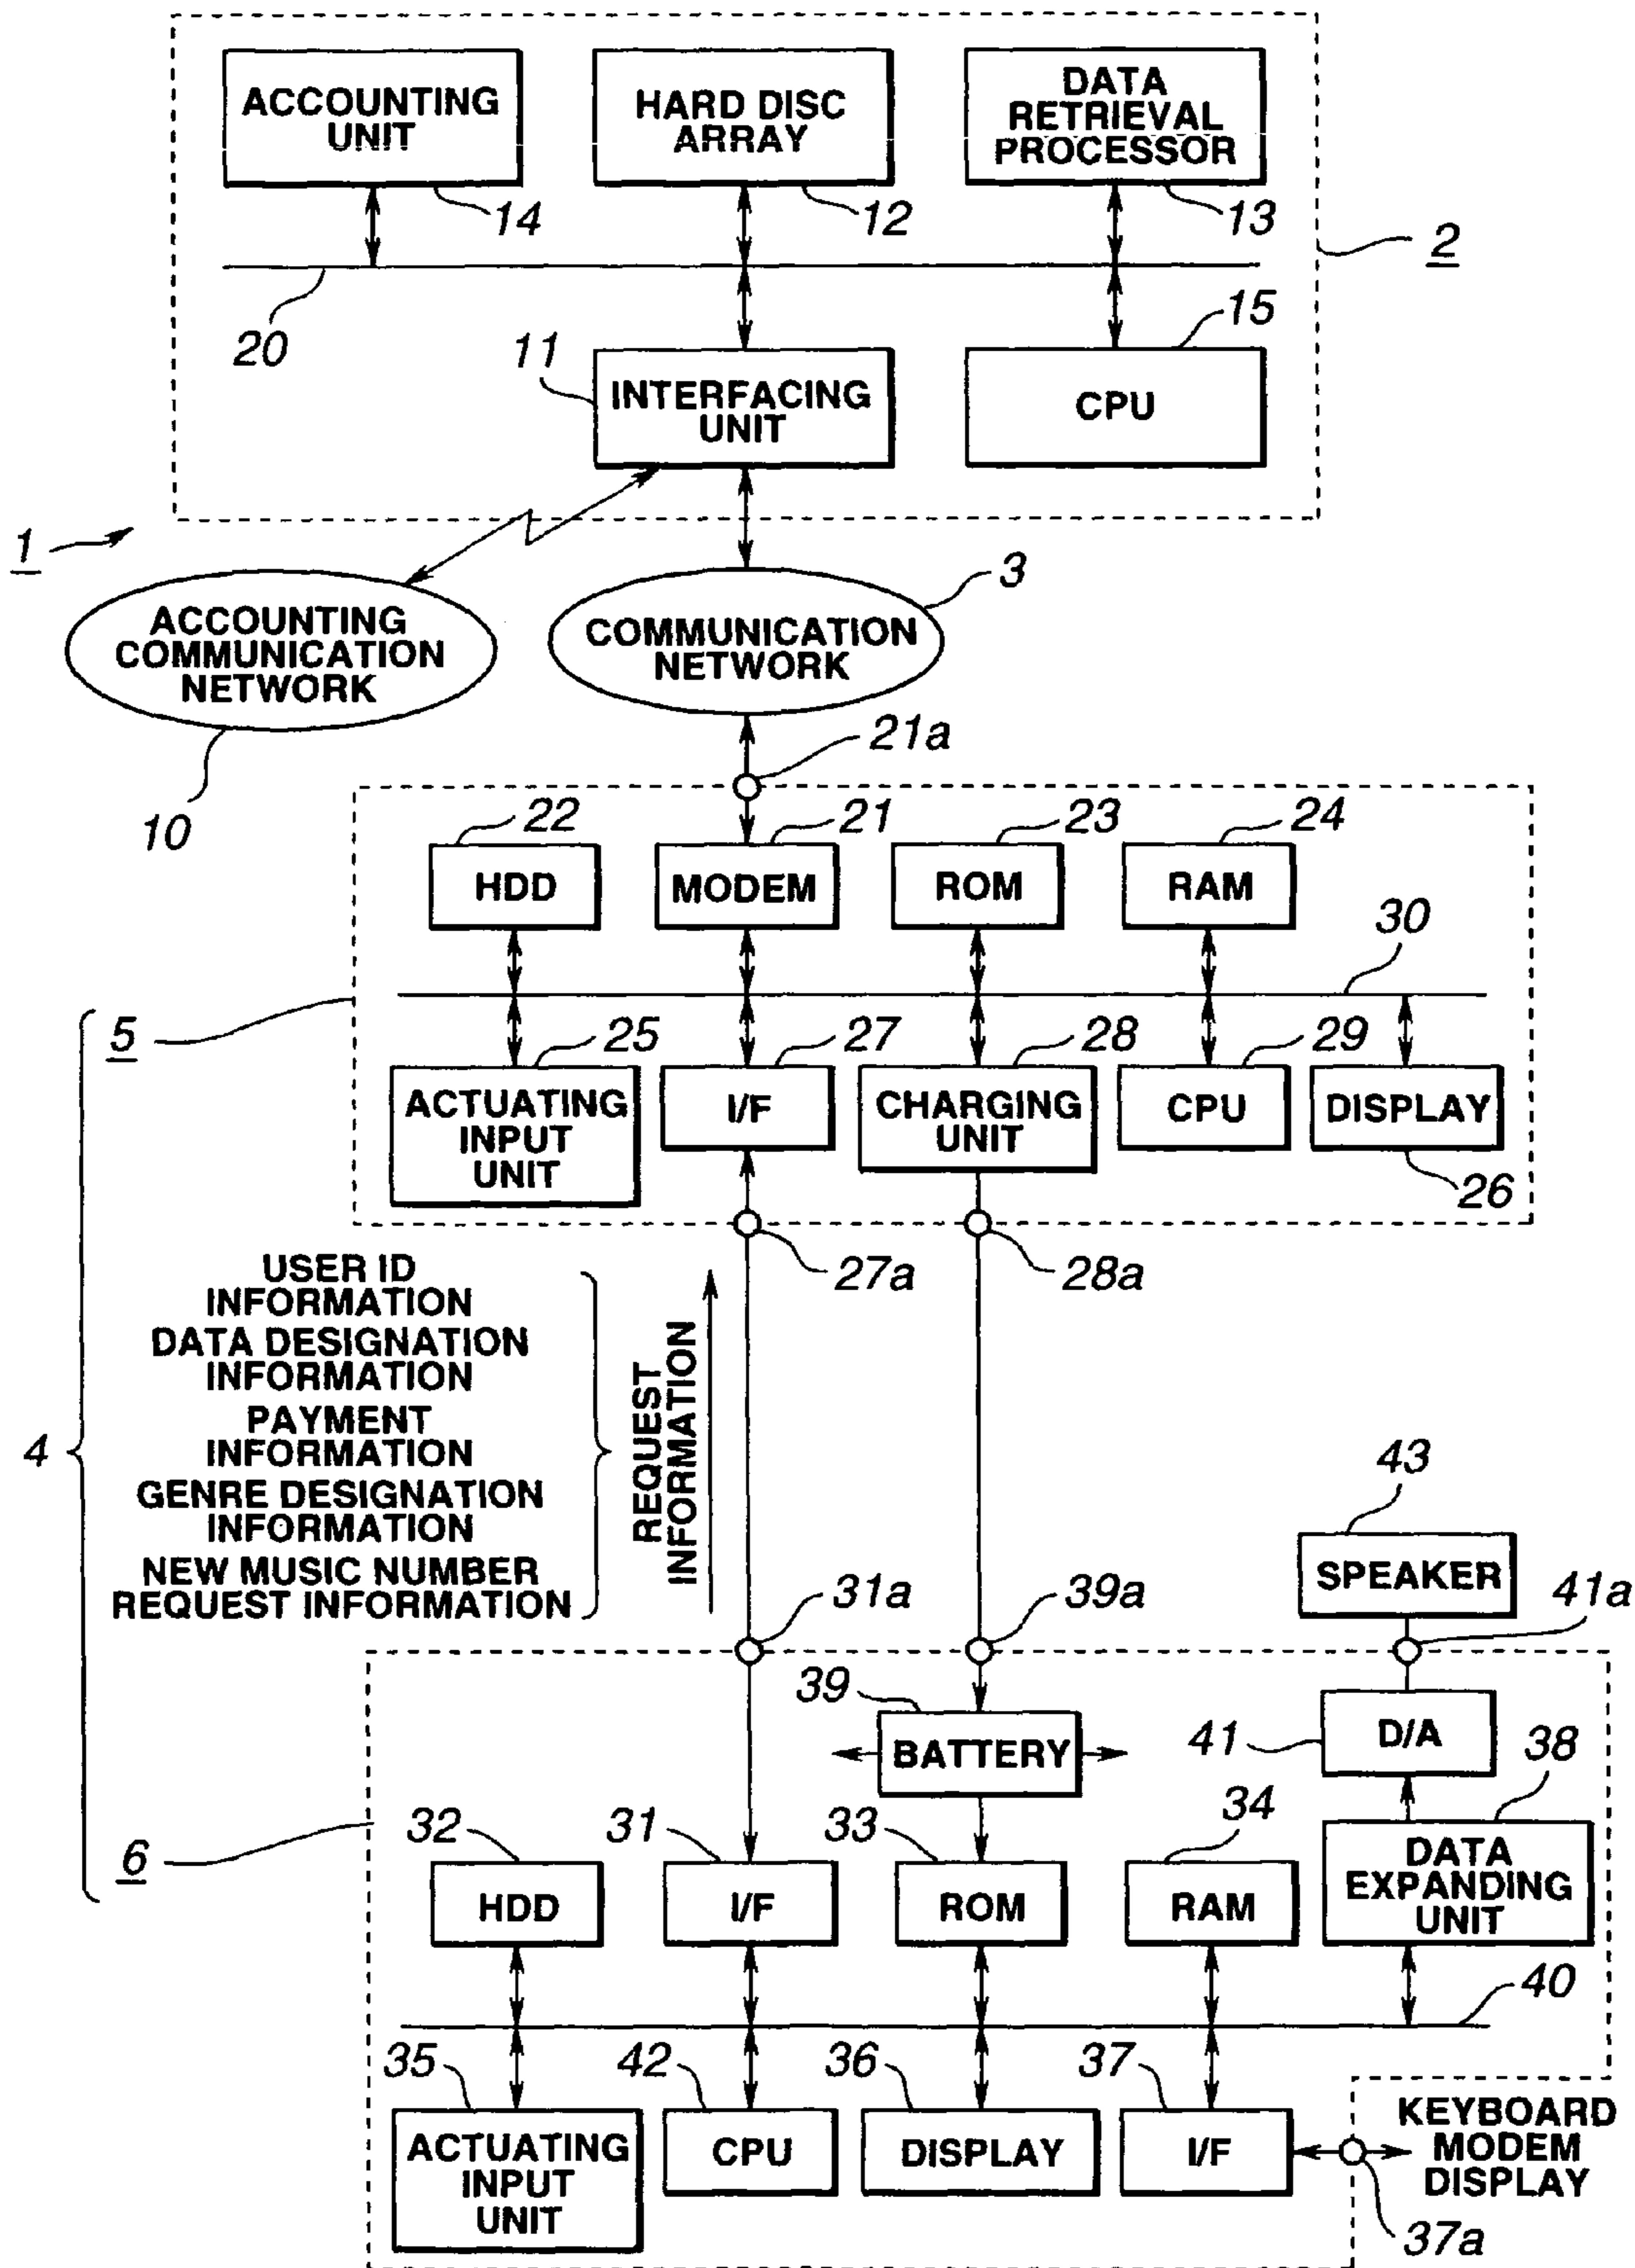 ACCOUNTING
UNIT
HARD DISC
ARRAY
DATA
RETRIEVAL
PROCESSOR
14
12
13
2
20
11
15
INTERFACING
UNIT
CPU
1
3
ACCOUNTING
COMMUNICATION
NETWORK
COMMUNICATION
NETWORK
10
21a
22
21
23
24
HDD
MODEM
ROM
RAM
30
5
25
27
28
29
ACTUATING
INPUT
UNIT
I/F
CHARGING
UNIT
CPU
DISPLAY
26
27a
28a
4
USER ID
INFORMATION
DATA DESIGNATION
INFORMATION
PAYMENT
INFORMATION
GENRE DESIGNATION
INFORMATION
NEW MUSIC NUMBER
REQUEST INFORMATION
REQUEST
INFORMATION
31a
39a
43
SPEAKER
41a
39
BATTERY
41
D/A
38
6
32
31
33
34
HDD
I/F
ROM
RAM
DATA
EXPANDING
UNIT
40
35
42
36
37
ACTUATING
INPUT
UNIT
CPU
DISPLAY
I/F
KEYBOARD
MODEM
DISPLAY
37a